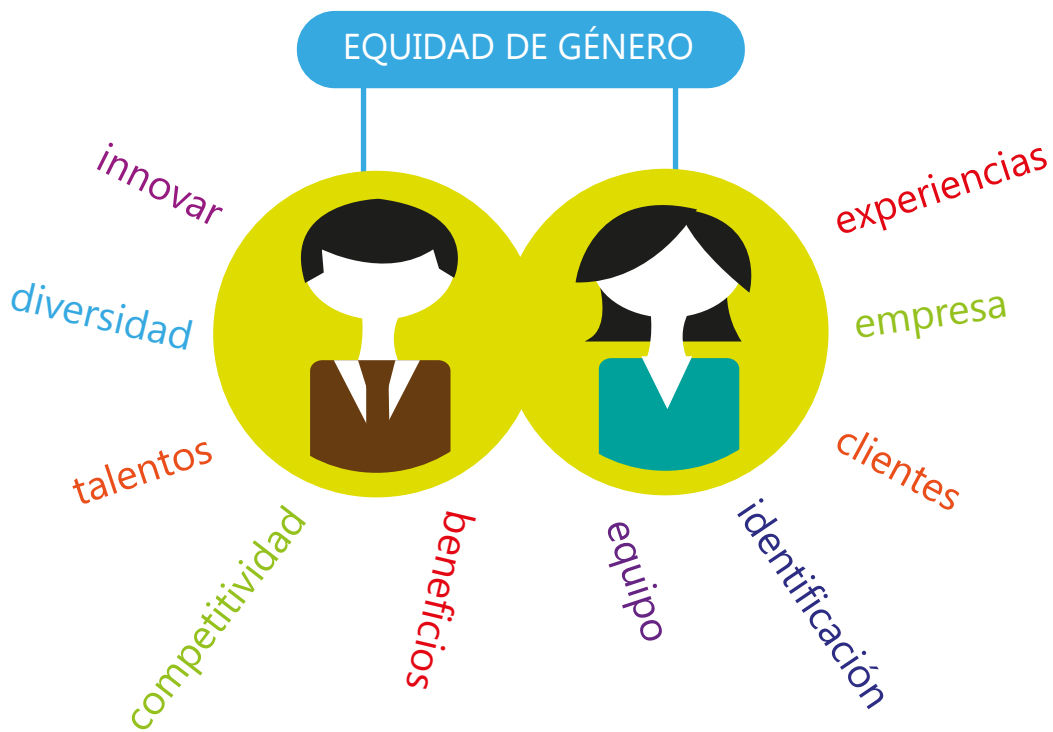 EQUIDAD DE GÉNERO
innovar
diversidad
talentos
competitividad
beneficios
equipo
identificación
clientes
empresa
experiencias